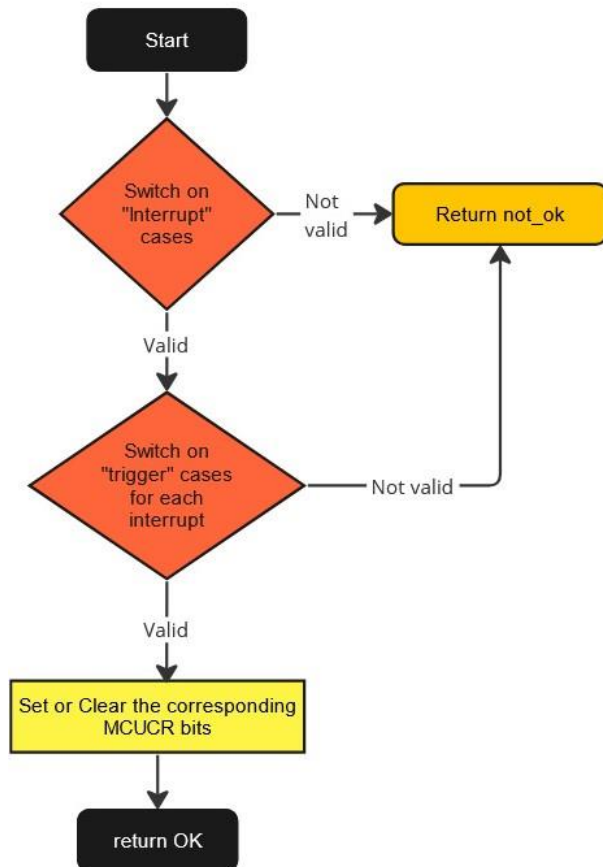 Start
Switch on
"Interrupt"
cases
Not
valid
Return not_ok
Valid
Switch on
"trigger" cases
for each
interrupt
Not valid
Valid
Set or Clear the corresponding
MCUCR bits
return OK